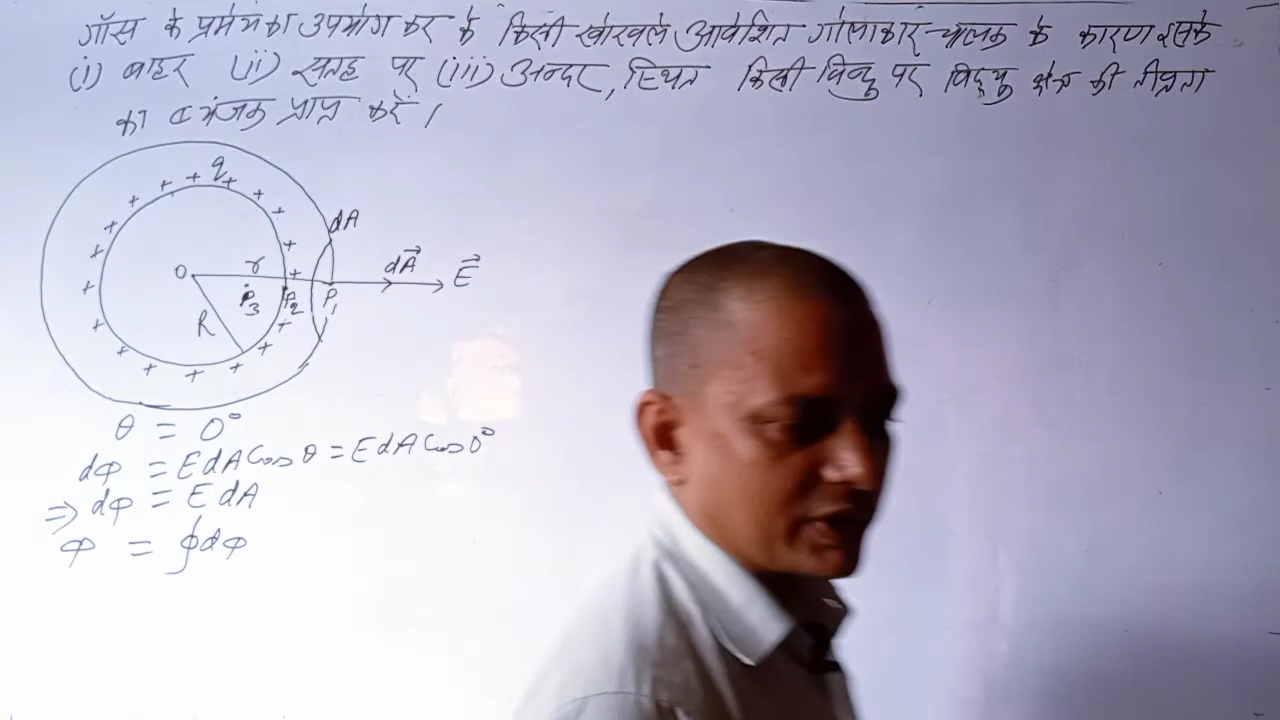 गॉस के प्रमेय का उपयोग कर के किसी खोखले आवेशित गोलाकार चालक के कारण इसके
(i) बाहर (ii) सतह पर (iii) अन्दर, स्थित किसी विन्दु पर विद्युत क्षेत्र की तीव्रता
का व्यंजक प्राप्त करें ।
q
dA
O r dA⃗ E⃗
P3 P2 P1
R
θ = 0°
dφ = E dA Cos θ = E dA Cos 0°
⇒ dφ = E dA
φ = ∮dφ